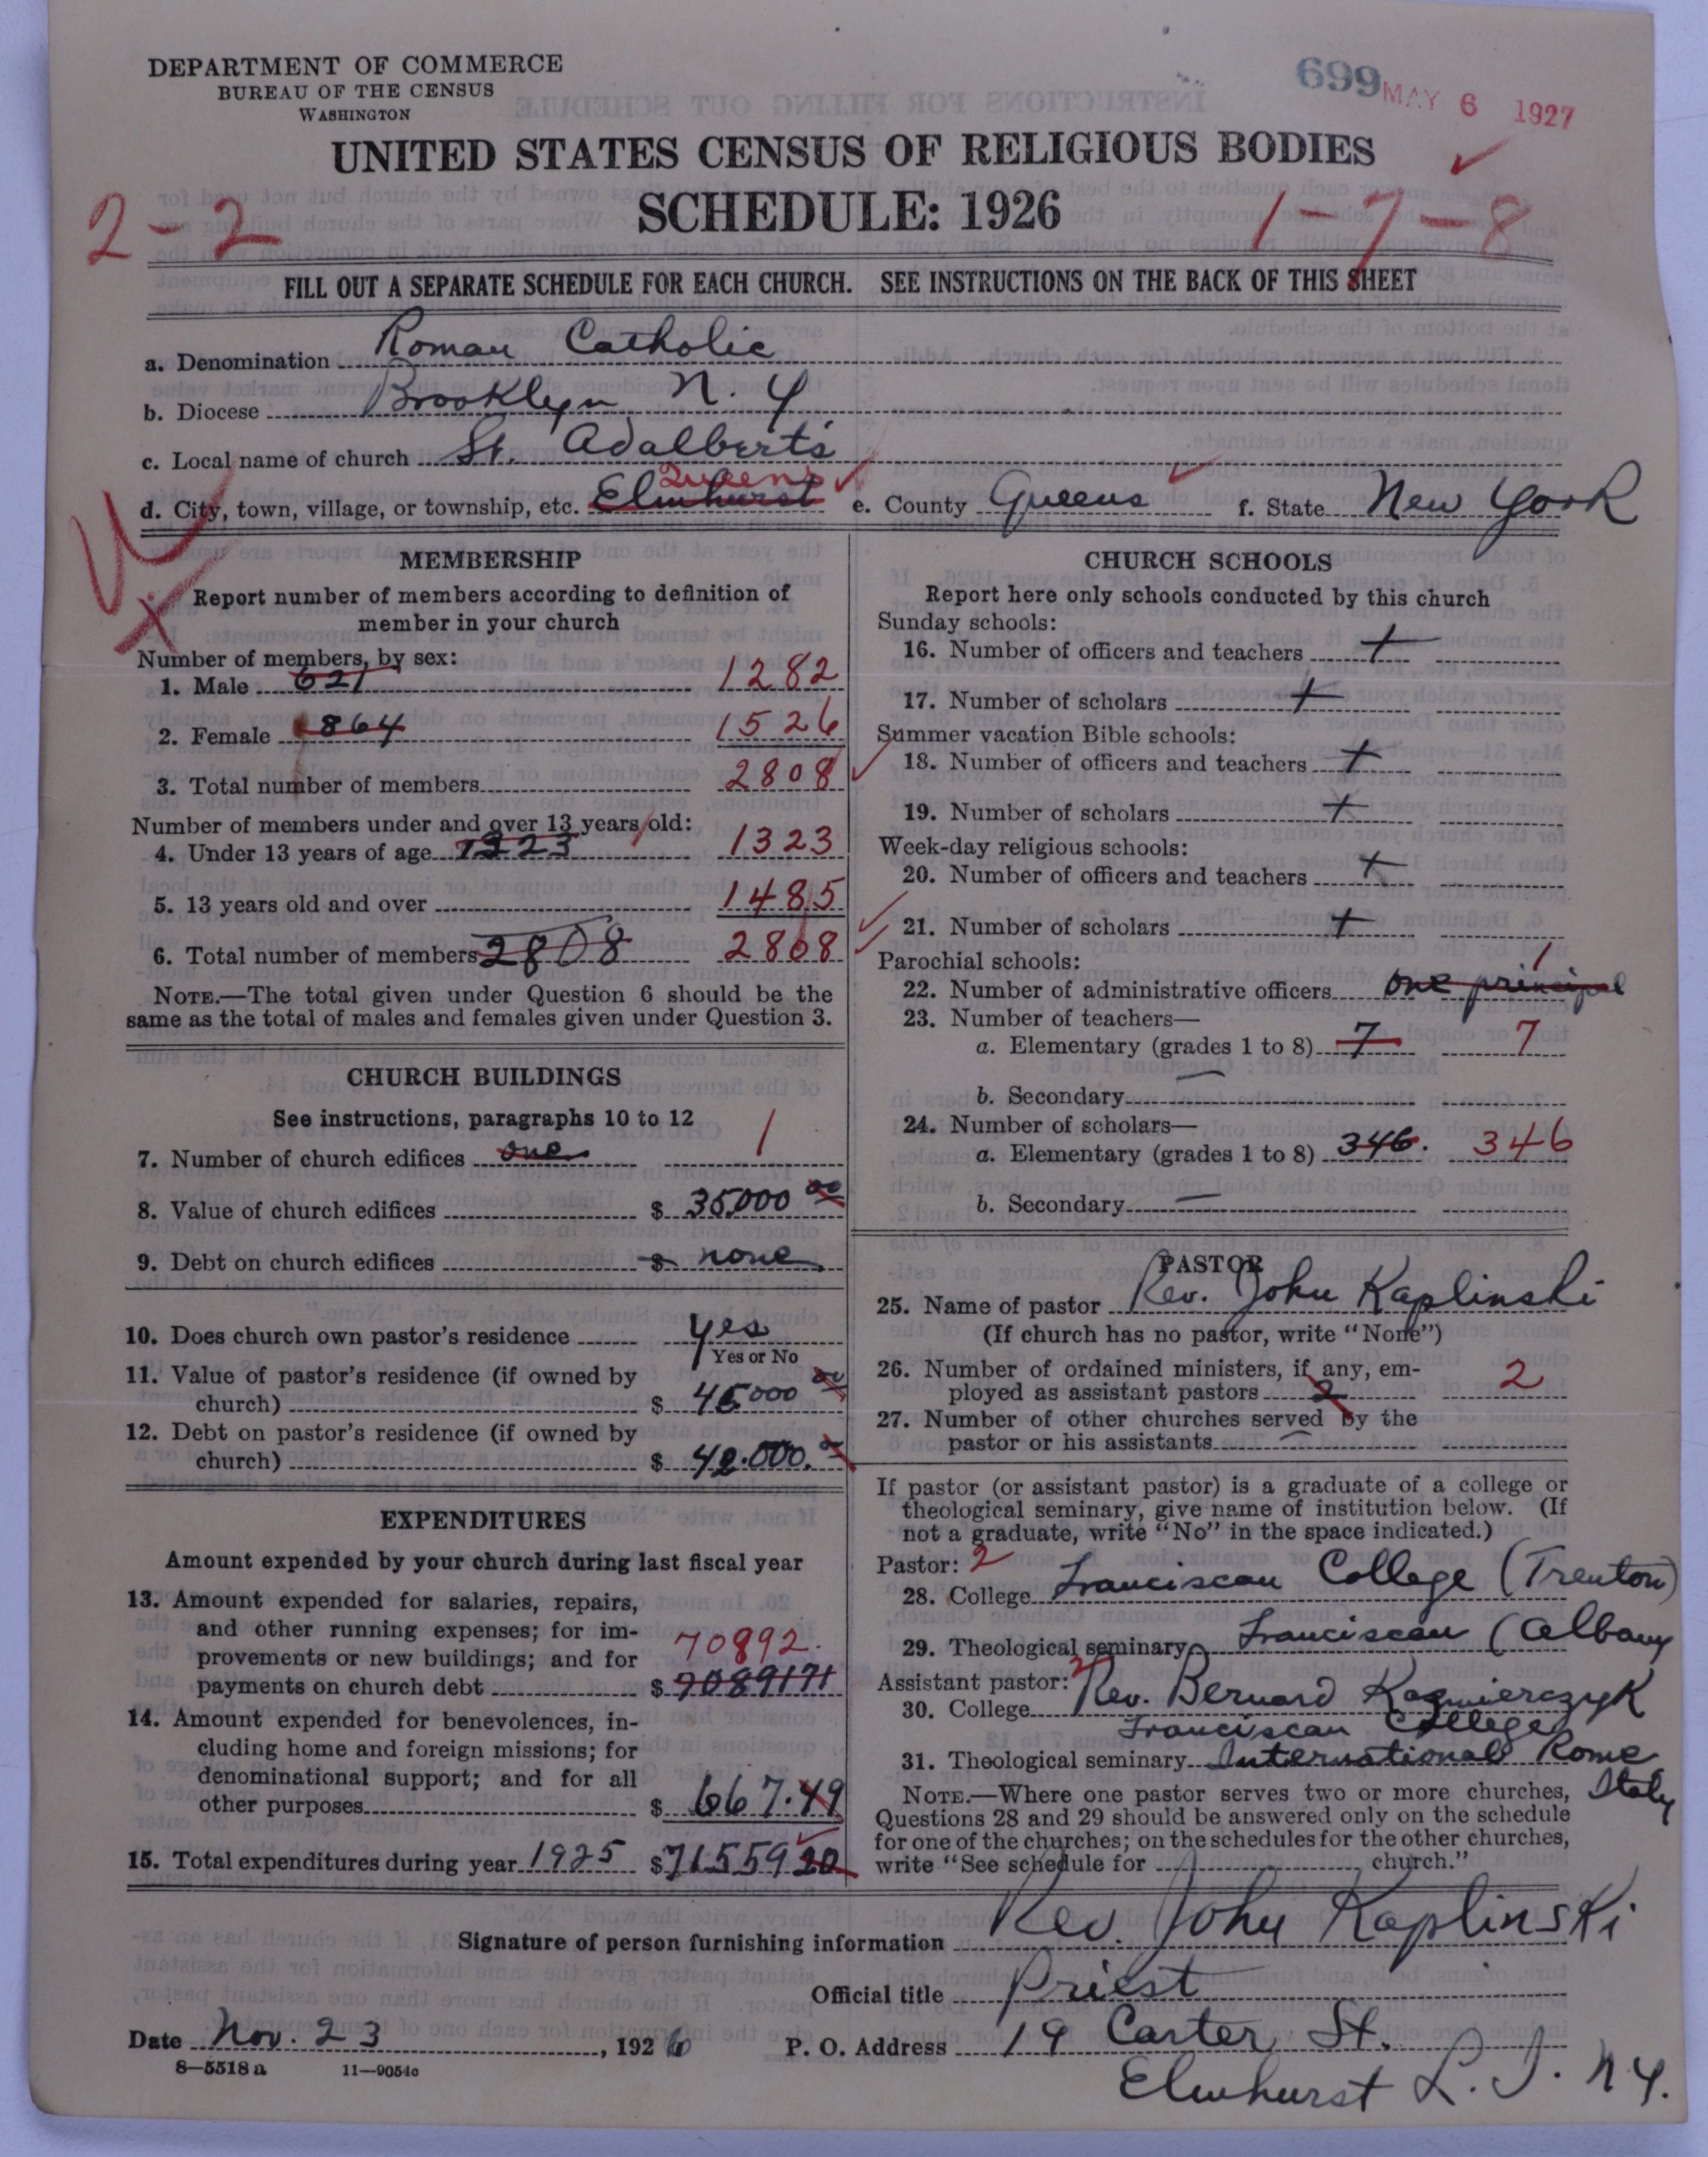 DEPARTMENT OF COMMERCE
BUREAU OF THE CENSUS
WASHINGTON
699 MAY 6 1927
UNITED STATES CENSUS OF RELIGIOUS BODIES
SCHEDULE: 1926
2-2
1-7-8
FILL OUT A SEPARATE SCHEDULE FOR EACH CHURCH. SEE INSTRUCTIONS ON THE BACK OF THIS SHEET
a. Denomination Roman Catholic
b. Diocese Brooklyn N. Y
c. Local name of church St. Adalbert's
Queens
d. City, town, village, or township, etc. Elmhurst e. County Queens f. State New York
MEMBERSHIP
Report number of members according to definition of
member in your church
Number of members, by sex:
1. Male 621 1282
2. Female 864 1526
3. Total number of members 2808
Number of members under and over 13 years old:
4. Under 13 years of age 1323 1323
5. 13 years old and over 1485
6. Total number of members 2808 2808
NOTE.—The total given under Question 6 should be the
same as the total of males and females given under Question 3.
CHURCH BUILDINGS
See instructions, paragraphs 10 to 12
7. Number of church edifices one 1
8. Value of church edifices $ 35,000 00
9. Debt on church edifices $ none
10. Does church own pastor's residence yes
Yes or No
11. Value of pastor's residence (if owned by
church) $ 45000 00
12. Debt on pastor's residence (if owned by
church) $ 42.000.
EXPENDITURES
Amount expended by your church during last fiscal year
13. Amount expended for salaries, repairs,
and other running expenses; for im-
provements or new buildings; and for 70892.
payments on church debt $ 7089171
14. Amount expended for benevolences, in-
cluding home and foreign missions; for
denominational support; and for all
other purposes $ 667.49
15. Total expenditures during year 1925 $71559 20
CHURCH SCHOOLS
Report here only schools conducted by this church
Sunday schools:
16. Number of officers and teachers +
17. Number of scholars +
Summer vacation Bible schools:
18. Number of officers and teachers +
19. Number of scholars +
Week-day religious schools:
20. Number of officers and teachers +
21. Number of scholars +
Parochial schools: 1
22. Number of administrative officers one principal
23. Number of teachers—
a. Elementary (grades 1 to 8) 7 7
b. Secondary —
24. Number of scholars—
a. Elementary (grades 1 to 8) 346. 346
b. Secondary —
PASTOR
25. Name of pastor Rev. John Kaplinski
(If church has no pastor, write "None")
26. Number of ordained ministers, if any, em-
ployed as assistant pastors 2 2
27. Number of other churches served by the
pastor or his assistants —
If pastor (or assistant pastor) is a graduate of a college or
theological seminary, give name of institution below. (If
not a graduate, write "No" in the space indicated.)
Pastor: 2
28. College Franciscan College (Trenton)
29. Theological seminary Franciscan (Albany
Assistant pastor: 2 Rev. Bernard Kazmierczyk
30. College Franciscan College
31. Theological seminary International Rome
Italy
NOTE.—Where one pastor serves two or more churches,
Questions 28 and 29 should be answered only on the schedule
for one of the churches; on the schedules for the other churches,
write "See schedule for church."
Signature of person furnishing information Rev. John Kaplinski
Official title Priest
Date Nov. 23, 1926 P. O. Address 19 Carter St.
Elmhurst L. I. N.Y.
8—5518 a 11—9054c